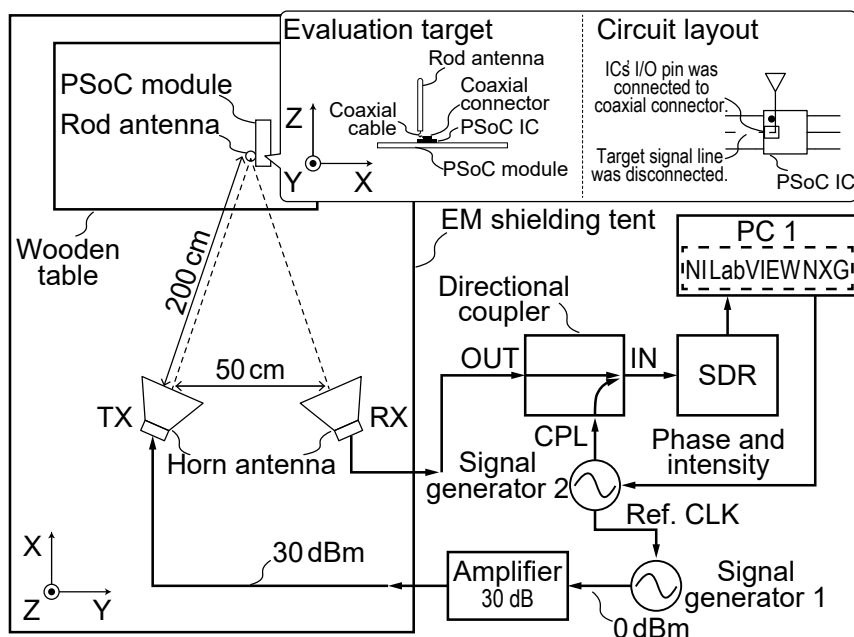 Evaluation target
Circuit layout
PSoC module
Rod antenna
Rod antenna
Coaxial
connector
Coaxial
cable
PSoC IC
PSoC module
Z
Y
X
ICs' I/O pin was
connected to
coaxial connector.
Target signal line
was disconnected.
PSoC IC
Wooden
table
EM shielding tent
200 cm
50 cm
TX
RX
Horn antenna
PC 1
NI LabVIEW NXG
Directional
coupler
OUT
IN
SDR
CPL
Phase and
intensity
Signal
generator 2
Ref. CLK
X
Z
Y
30 dBm
Amplifier
30 dB
0 dBm
Signal
generator 1